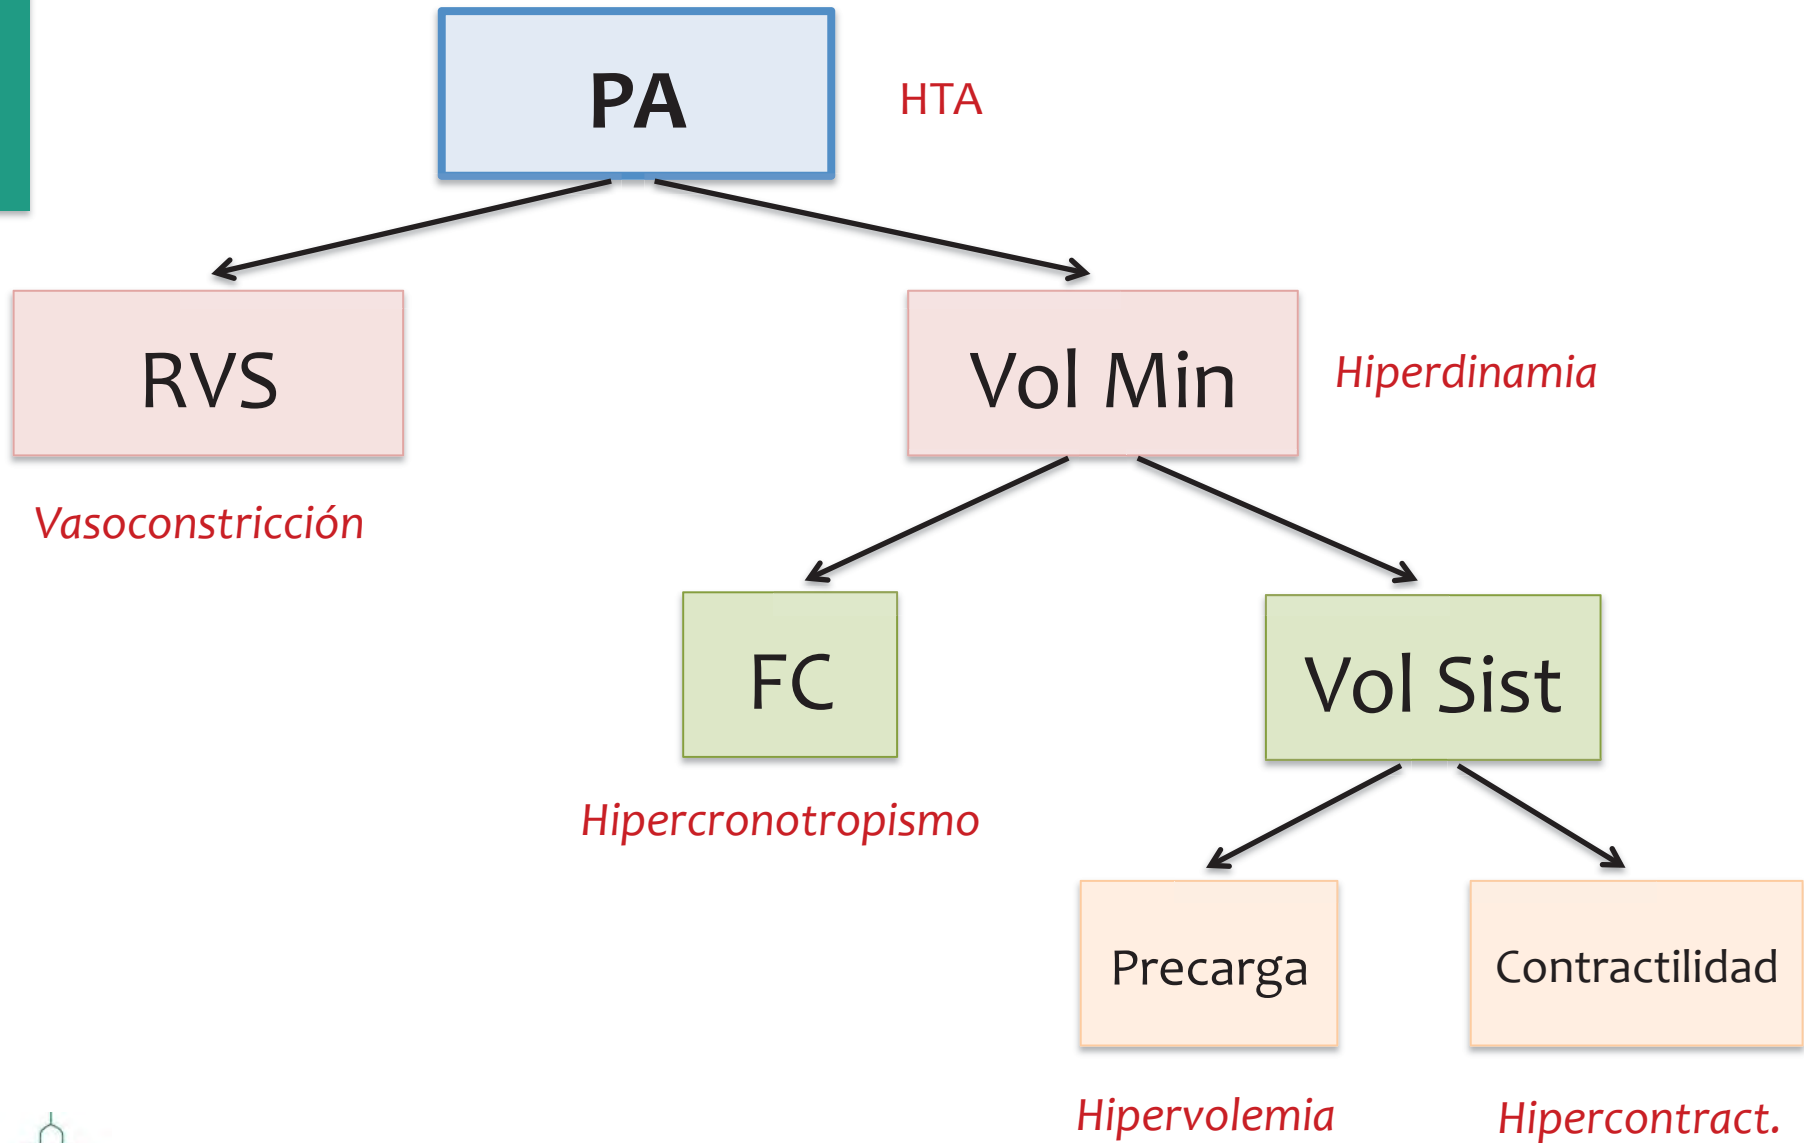 PA
HTA
RVS
Vol Min
Hiperdinamia
Vasoconstricción
FC
Vol Sist
Hipercronotropismo
Precarga
Contractilidad
Hipervolemia
Hipercontract.